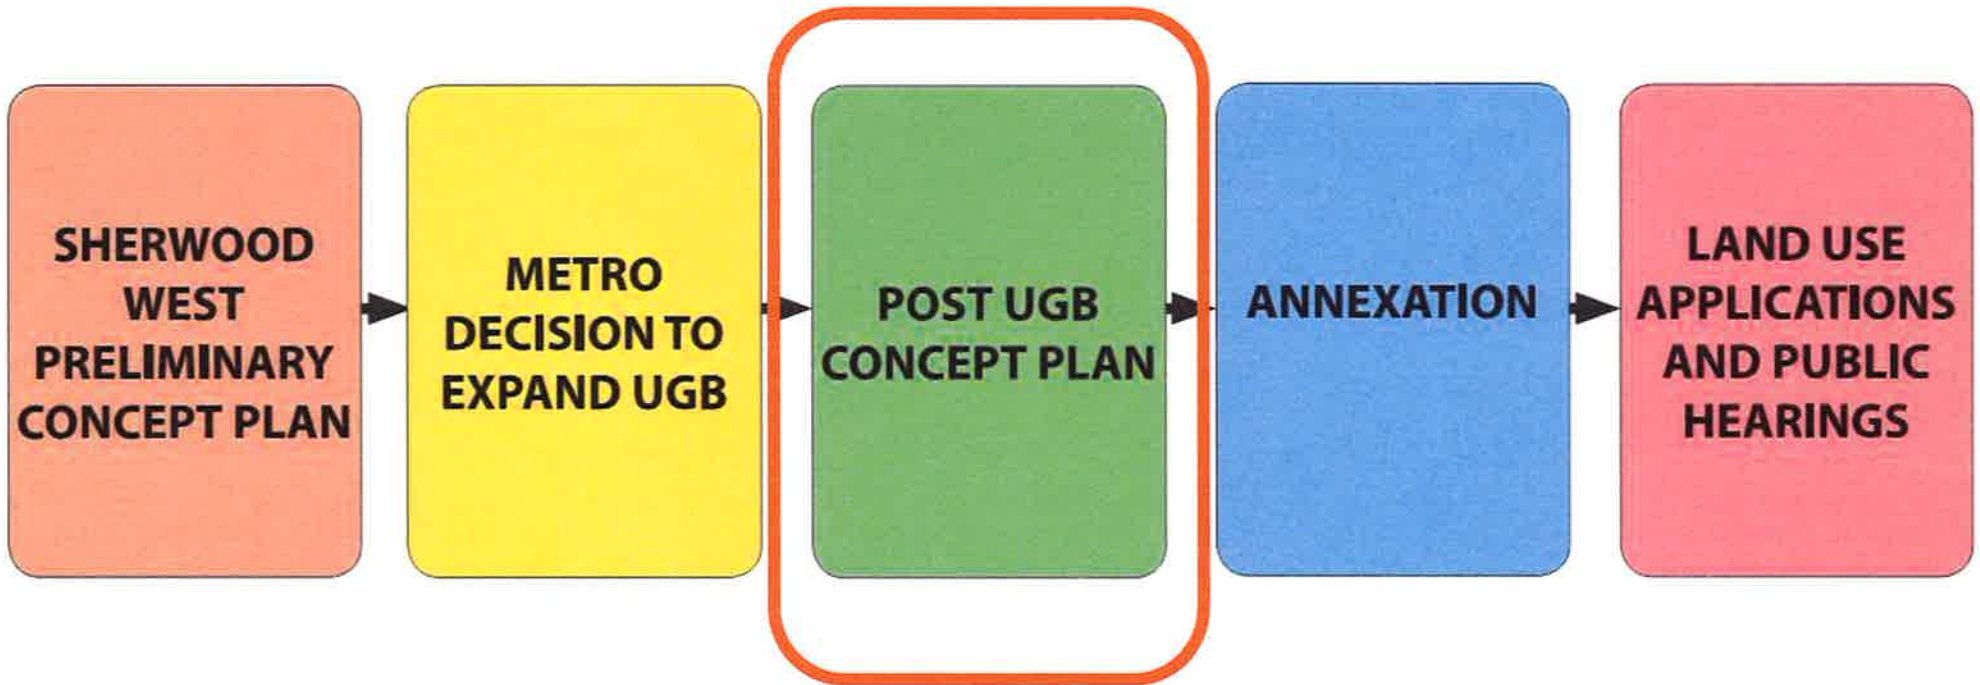 SHERWOOD
WEST
PRELIMINARY
CONCEPT PLAN
METRO
DECISION TO
EXPAND UGB
POST UGB
CONCEPT PLAN
ANNEXATION
LAND USE
APPLICATIONS
AND PUBLIC
HEARINGS